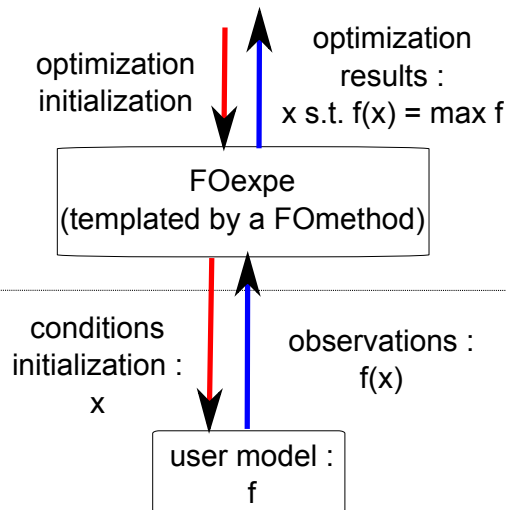 optimization
initialization
optimization
results :
x s.t. f(x) = max f
FOexpe
(templated by a FOmethod)
conditions
initialization :
x
observations :
f(x)
user model :
f